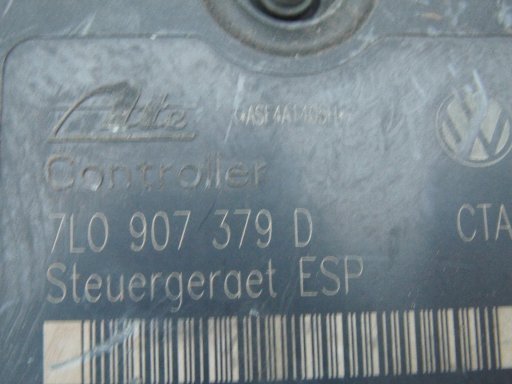 Ate
Controller
7L0 907 379 D CTA
Steuergeraet ESP